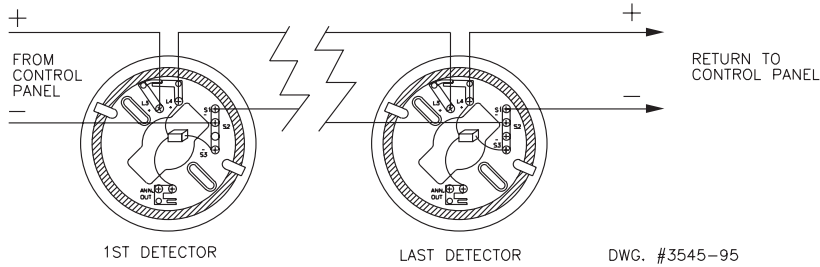 +
+
FROM
CONTROL
PANEL
RETURN TO
CONTROL PANEL
−
−
L3
+
L4
+
S1
−
S2
−
S3
ANN.
OUT
L3
+
L4
+
S1
−
S2
−
S3
ANN.
OUT
1ST DETECTOR
LAST DETECTOR
DWG. #3545-95